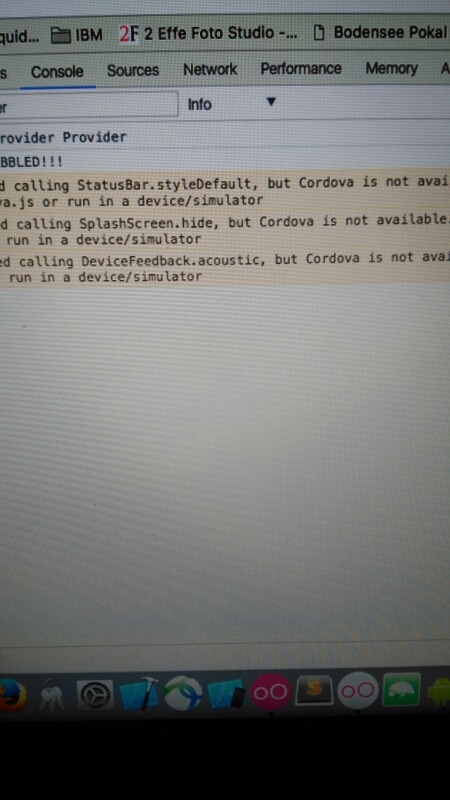 quid... IBM 2F 2 Effe Foto Studio -... Bodensee Pokal
s Console Sources Network Performance Memory A
er Info ▼
rovider Provider
BBLED!!!
d calling StatusBar.styleDefault, but Cordova is not avai
va.js or run in a device/simulator
d calling SplashScreen.hide, but Cordova is not available.
run in a device/simulator
ed calling DeviceFeedback.acoustic, but Cordova is not avai
run in a device/simulator
S